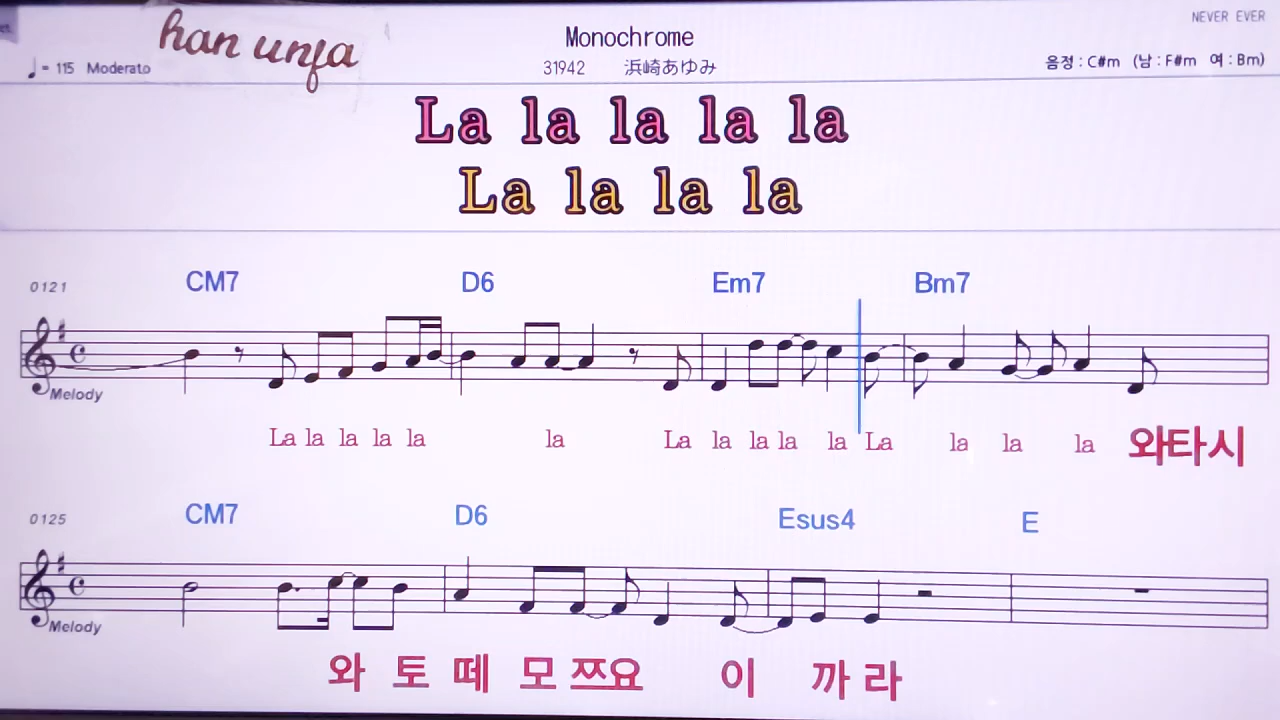 NEVER EVER
han unfa
Monochrome
♩= 115 Moderato
31942 浜崎あゆみ
음정 : C#m (남 : F#m 여 : Bm)
La la la la la
La la la la
0121
CM7 D6 Em7 Bm7
Melody
La la la la la la La la la la la La la la la 와타시
0125
CM7 D6 Esus4 E
Melody
와 토 떼 모 쯔요 이 까 라